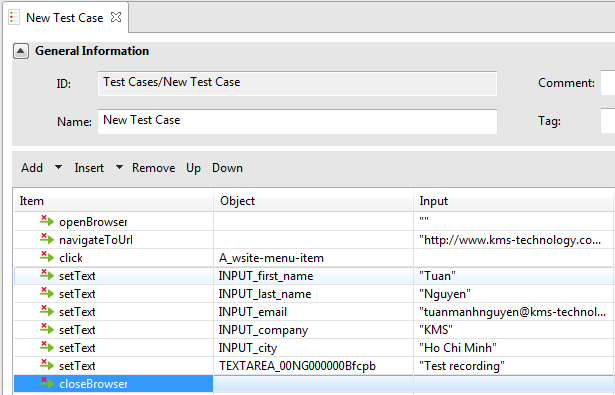 New Test Case
General Information
ID: Test Cases/New Test Case Comment:
Name: New Test Case Tag:
Add Insert Remove Up Down
Item Object Input
openBrowser ""
navigateToUrl "http://www.kms-technology.co...
click A_wsite-menu-item
setText INPUT_first_name "Tuan"
setText INPUT_last_name "Nguyen"
setText INPUT_email "tuanmanhnguyen@kms-technol...
setText INPUT_company "KMS"
setText INPUT_city "Ho Chi Minh"
setText TEXTAREA_00NG000000Bfcpb "Test recording"
closeBrowser